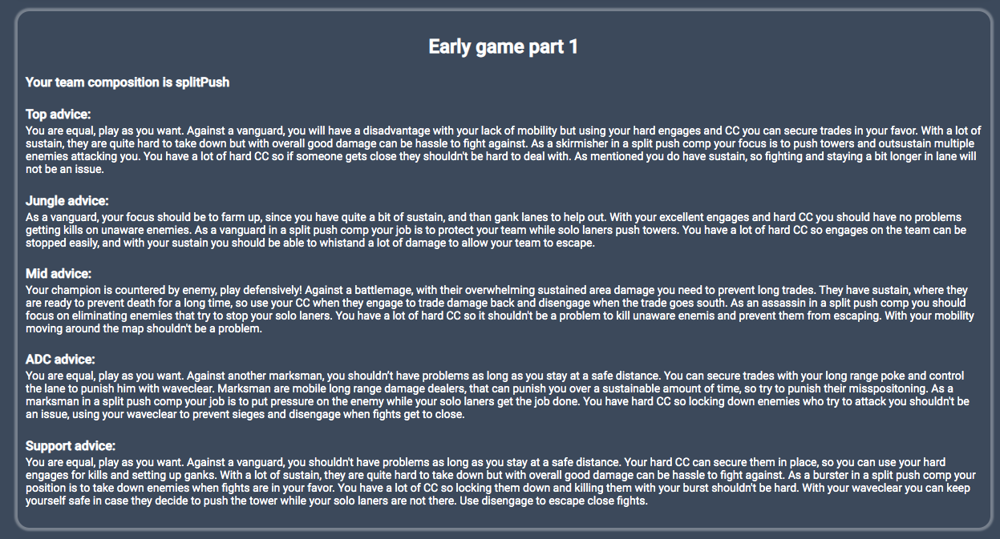 Early game part 1
Your team composition is splitPush
Top advice:
You are equal, play as you want. Against a vanguard, you will have a disadvantage with your lack of mobility but using your hard engages and CC you can secure trades in your favor. With a lot of
sustain, they are quite hard to take down but with overall good damage can be hassle to fight against. As a skirmisher in a split push comp your focus is to push towers and outsustain multiple
enemies attacking you. You have a lot of hard CC so if someone gets close they shouldn't be hard to deal with. As mentioned you do have sustain, so fighting and staying a bit longer in lane will
not be an issue.
Jungle advice:
As a vanguard, your focus should be to farm up, since you have quite a bit of sustain, and than gank lanes to help out. With your excellent engages and hard CC you should have no problems
getting kills on unaware enemies. As a vanguard in a split push comp your job is to protect your team while solo laners push towers. You have a lot of hard CC so engages on the team can be
stopped easily, and with your sustain you should be able to whistand a lot of damage to allow your team to escape.
Mid advice:
Your champion is countered by enemy, play defensively! Against a battlemage, with their overwhelming sustained area damage you need to prevent long trades. They have sustain, where they
are ready to prevent death for a long time, so use your CC when they engage to trade damage back and disengage when the trade goes south. As an assassin in a split push comp you should
focus on eliminating enemies that try to stop your solo laners. You have a lot of hard CC so it shouldn't be a problem to kill unaware enemis and prevent them from escaping. With your mobility
moving around the map shouldn't be a problem.
ADC advice:
You are equal, play as you want. Against another marksman, you shouldn't have problems as long as you stay at a safe distance. You can secure trades with your long range poke and control
the lane to punish him with waveclear. Marksman are mobile long range damage dealers, that can punish you over a sustainable amount of time, so try to punish their misspositoning. As a
marksman in a split push comp your job is to put pressure on the enemy while your solo laners get the job done. You have hard CC so locking down enemies who try to attack you shouldn't be
an issue, using your waveclear to prevent sieges and disengage when fights get to close.
Support advice:
You are equal, play as you want. Against a vanguard, you shouldn't have problems as long as you stay at a safe distance. Your hard CC can secure them in place, so you can use your hard
engages for kills and setting up ganks. With a lot of sustain, they are quite hard to take down but with overall good damage can be hassle to fight against. As a burster in a split push comp your
position is to take down enemies when fights are in your favor. You have a lot of CC so locking them down and killing them with your burst shouldn't be hard. With your waveclear you can keep
yourself safe in case they decide to push the tower while your solo laners are not there. Use disengage to escape close fights.